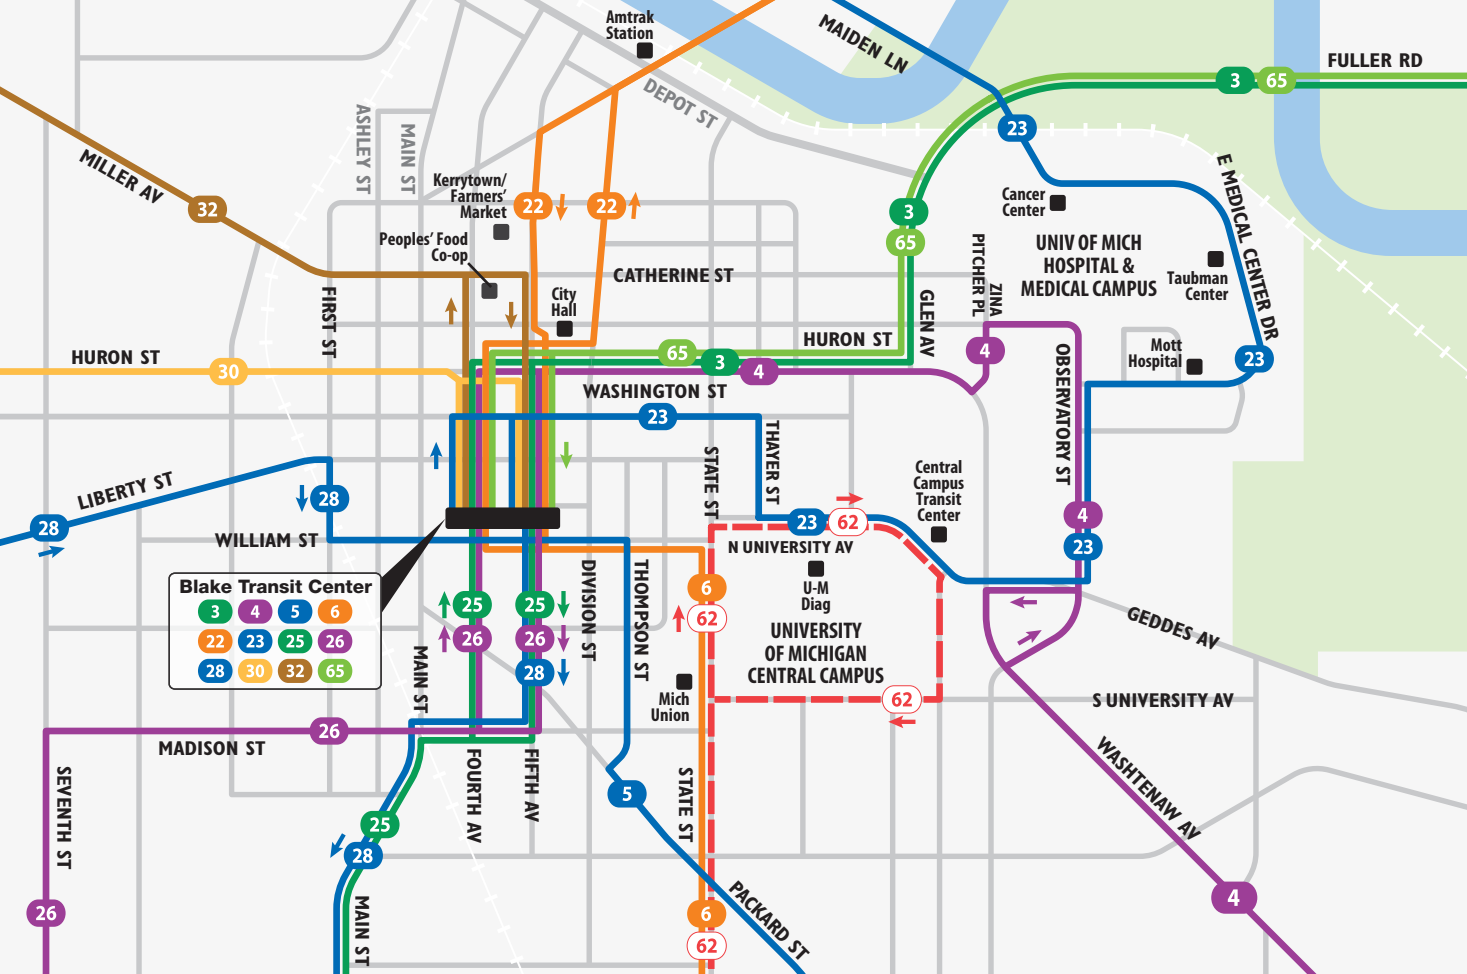 Amtrak
Station
MAIDEN LN
FULLER RD
3
65
DEPOT ST
23
ASHLEY ST
MAIN ST
MILLER AV
32
Kerrytown/
Farmers'
Market
22
22
3
65
Cancer
Center
E MEDICAL CENTER DR
Peoples' Food
Co-op
UNIV OF MICH
HOSPITAL &
MEDICAL CAMPUS
Taubman
Center
CATHERINE ST
PITCHER PL
ZINA
FIRST ST
City
Hall
GLEN AV
HURON ST
HURON ST
30
65
3
4
4
OBSERVATORY ST
Mott
Hospital
23
WASHINGTON ST
23
THAYER ST
STATE ST
LIBERTY ST
28
28
Central
Campus
Transit
Center
23
62
4
23
WILLIAM ST
N UNIVERSITY AV
Blake Transit Center
3
4
5
6
22
23
25
26
28
30
32
65
25
26
25
26
28
DIVISION ST
THOMPSON ST
6
62
U-M
Diag
UNIVERSITY
OF MICHIGAN
CENTRAL CAMPUS
GEDDES AV
MAIN ST
Mich
Union
62
S UNIVERSITY AV
26
MADISON ST
SEVENTH ST
FOURTH AV
FIFTH AV
5
STATE ST
WASHTENAW AV
25
28
26
MAIN ST
6
62
PACKARD ST
4